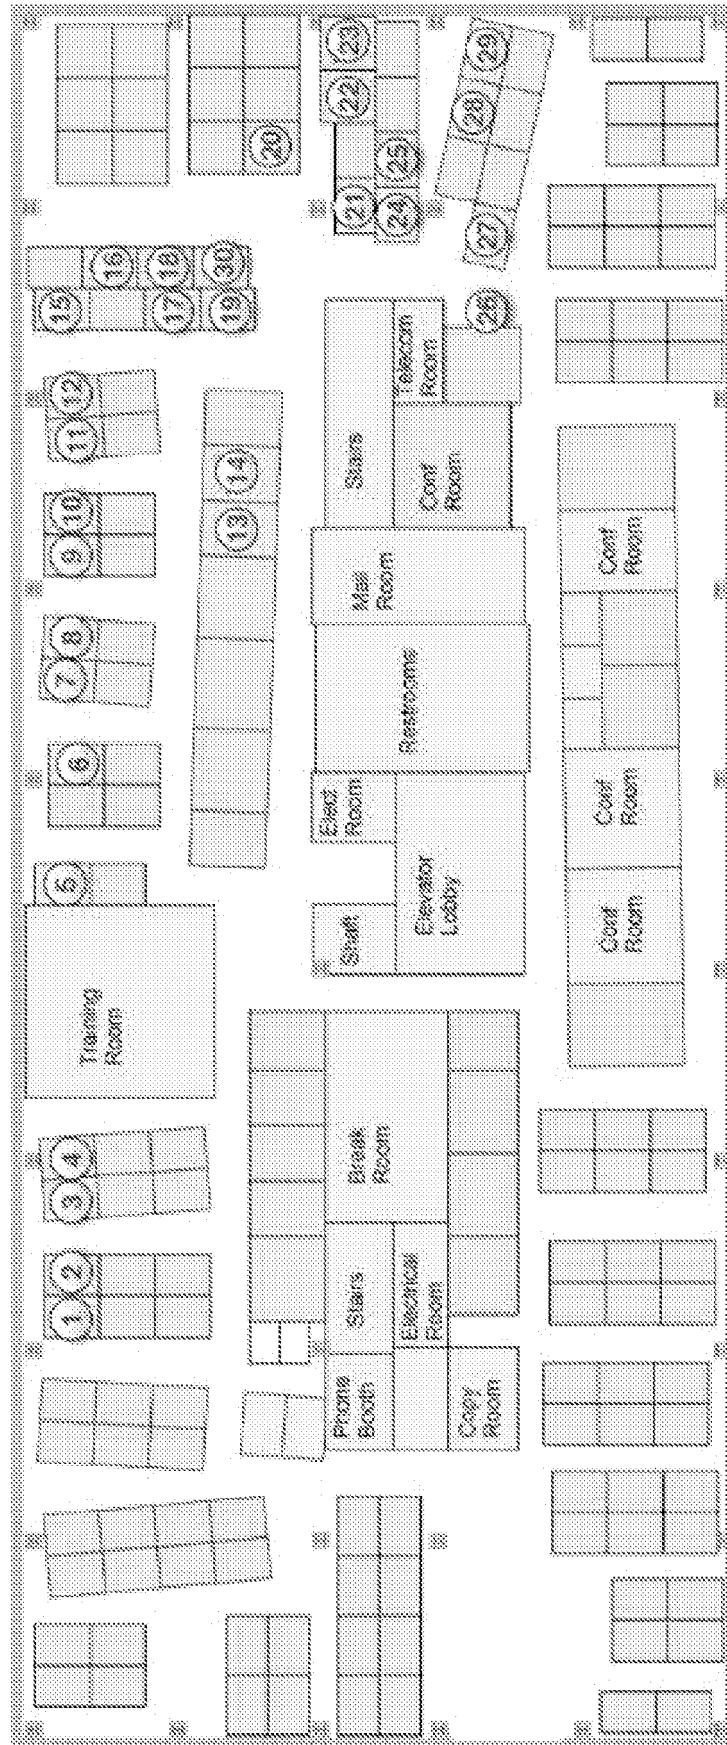 1
2
3
4
Training
Room
5
6
7
8
9
10
11
12
15
16
17
18
19
30
20
13
14
Phone
Booth
Stairs
Electrical
Room
Copy
Room
Break
Room
Shaft
Elect
Room
Elevator
Lobby
Restrooms
Mail
Room
Stairs
Conf
Room
Telecom
Room
21
22
23
24
25
26
27
28
29
Conf
Room
Conf
Room
Conf
Room